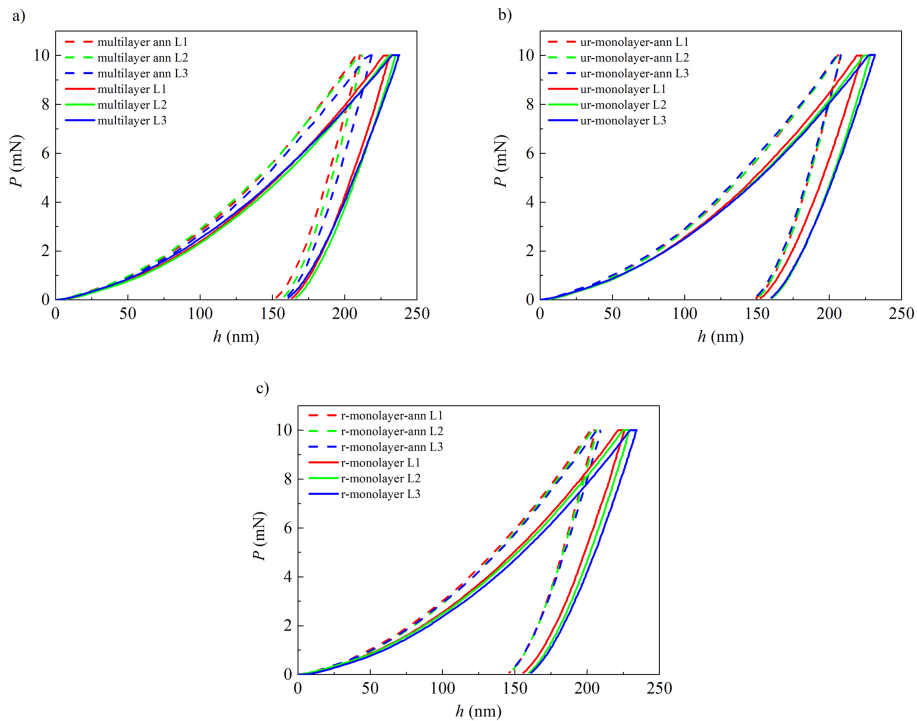 a)
multilayer ann L1
multilayer ann L2
multilayer ann L3
multilayer L1
multilayer L2
multilayer L3
10
8
6
4
2
0
P (mN)
0 50 100 150 200 250
h (nm)
b)
ur-monolayer-ann L1
ur-monolayer-ann L2
ur-monolayer-ann L3
ur-monolayer L1
ur-monolayer L2
ur-monolayer L3
10
8
6
4
2
0
P (mN)
0 50 100 150 200 250
h (nm)
c)
r-monolayer-ann L1
r-monolayer-ann L2
r-monolayer-ann L3
r-monolayer L1
r-monolayer L2
r-monolayer L3
10
8
6
4
2
0
P (mN)
0 50 100 150 200 250
h (nm)